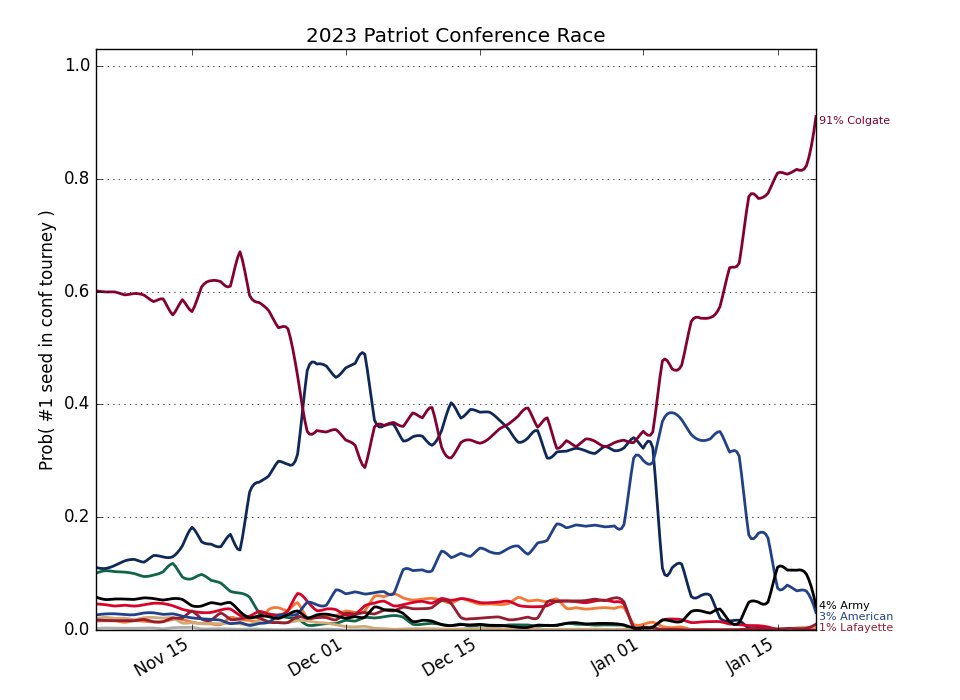 2023 Patriot Conference Race
Prob( #1 seed in conf tourney )
1.0
0.8
0.6
0.4
0.2
0.0
Nov 15
Dec 01
Dec 15
Jan 01
Jan 15
91% Colgate
4% Army
3% American
1% Lafayette